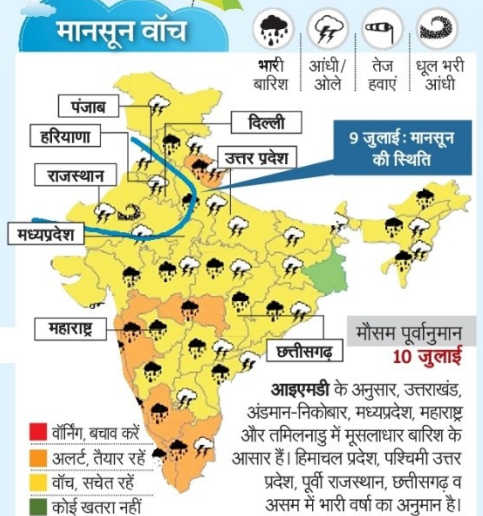 मानसून वॉच
भारी
बारिश
आंधी/
ओले
तेज
हवाएं
धूल भरी
आंधी
पंजाब
हरियाणा
दिल्ली
उत्तर प्रदेश
राजस्थान
मध्यप्रदेश
9 जुलाई : मानसून
की स्थिति
महाराष्ट्र
छत्तीसगढ़
मौसम पूर्वानुमान
10 जुलाई
आइएमडी के अनुसार, उत्तराखंड,
अंडमान-निकोबार, मध्यप्रदेश, महाराष्ट्र
और तमिलनाडु में मूसलाधार बारिश के
आसार हैं। हिमाचल प्रदेश, पश्चिमी उत्तर
प्रदेश, पूर्वी राजस्थान, छत्तीसगढ़ व
असम में भारी वर्षा का अनुमान है।
वॉर्निंग, बचाव करें
अलर्ट, तैयार रहें
वॉच, सचेत रहें
कोई खतरा नहीं